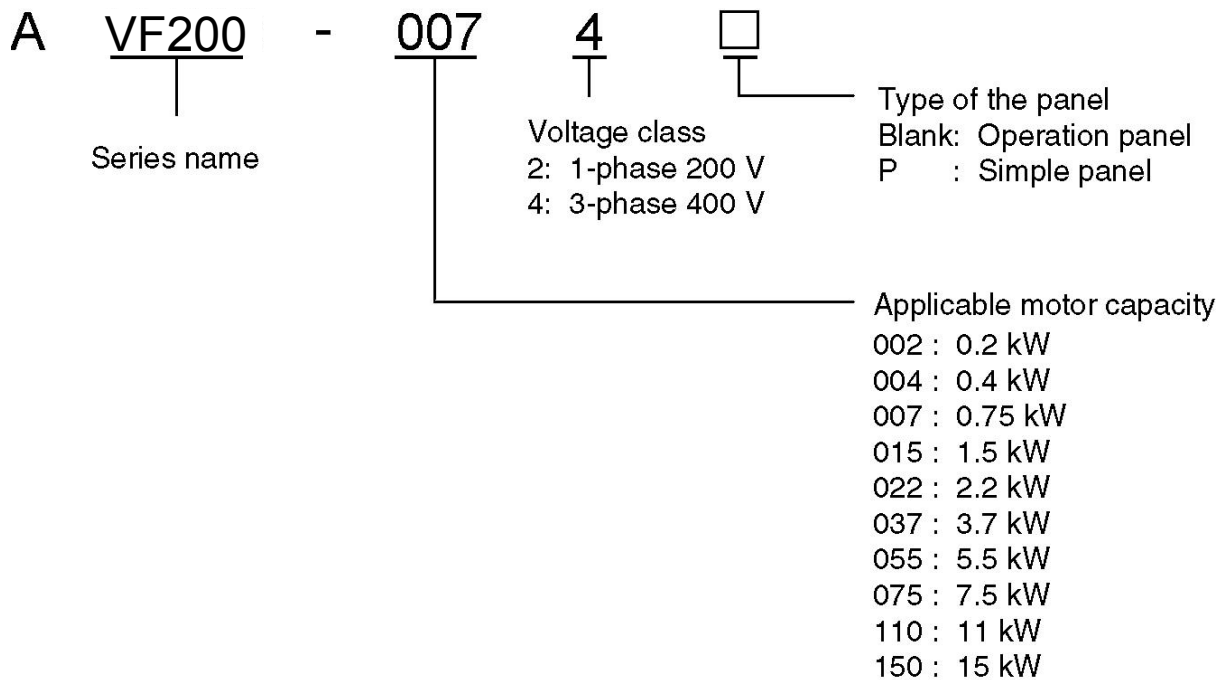 A VF200 - 007 4 □
Series name
Voltage class
2: 1-phase 200 V
4: 3-phase 400 V
Type of the panel
Blank: Operation panel
P : Simple panel
Applicable motor capacity
002 : 0.2 kW
004 : 0.4 kW
007 : 0.75 kW
015 : 1.5 kW
022 : 2.2 kW
037 : 3.7 kW
055 : 5.5 kW
075 : 7.5 kW
110 : 11 kW
150 : 15 kW